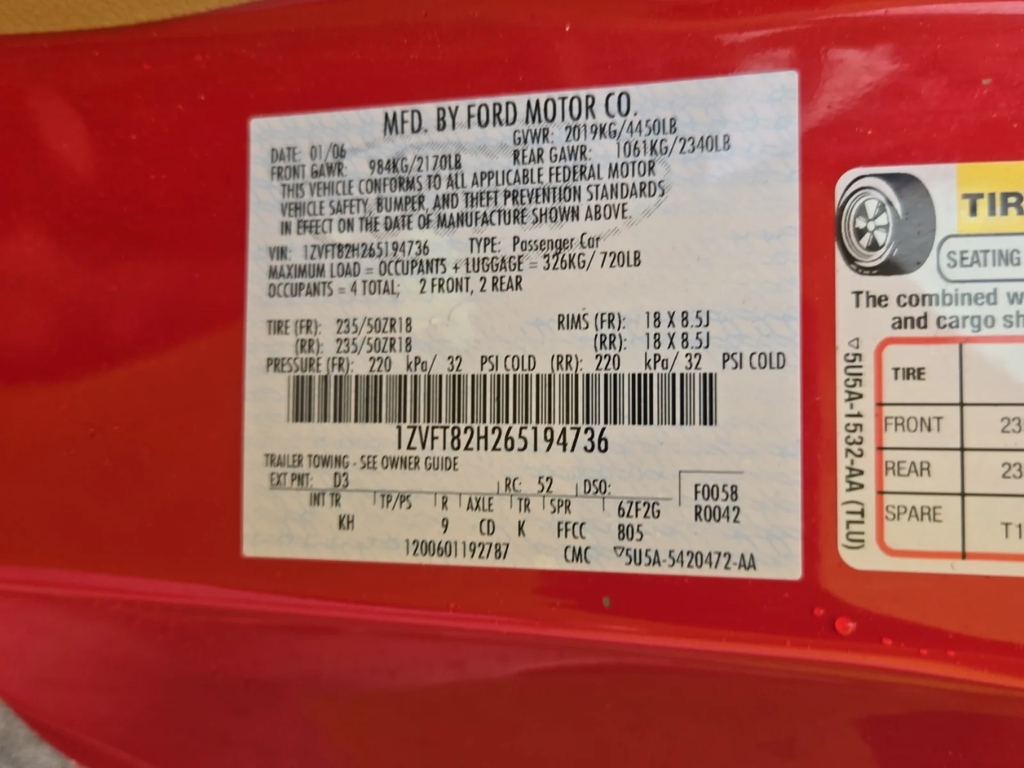 MFD. BY FORD MOTOR CO.
DATE: 01/06 GVWR: 2019KG/4450LB
FRONT GAWR: 984KG/2170LB REAR GAWR: 1061KG/2340LB
THIS VEHICLE CONFORMS TO ALL APPLICABLE FEDERAL MOTOR
VEHICLE SAFETY, BUMPER, AND THEFT PREVENTION STANDARDS
IN EFFECT ON THE DATE OF MANUFACTURE SHOWN ABOVE.
VIN: 1ZVFT82H265194736 TYPE: Passenger Car
MAXIMUM LOAD = OCCUPANTS + LUGGAGE = 326KG/ 720LB
OCCUPANTS = 4 TOTAL; 2 FRONT, 2 REAR
TIRE (FR): 235/50ZR18 RIMS (FR): 18 X 8.5J
(RR): 235/50ZR18 (RR): 18 X 8.5J
PRESSURE (FR): 220 kPa/ 32 PSI COLD (RR): 220 kPa/ 32 PSI COLD
1ZVFT82H265194736
TRAILER TOWING - SEE OWNER GUIDE
EXT PNT: D3 RC: 52 DSO: F0058
INT TR TP/PS R AXLE TR SPR 6ZF2G R0042
KH 9 CD K FFCC 805
1200601192787 CMC ▽5U5A-5420472-AA
TIR
SEATING
The combined w
and cargo sh
TIRE
FRONT 23
REAR 23
SPARE T1
▽5U5A-1532-AA (TLU)